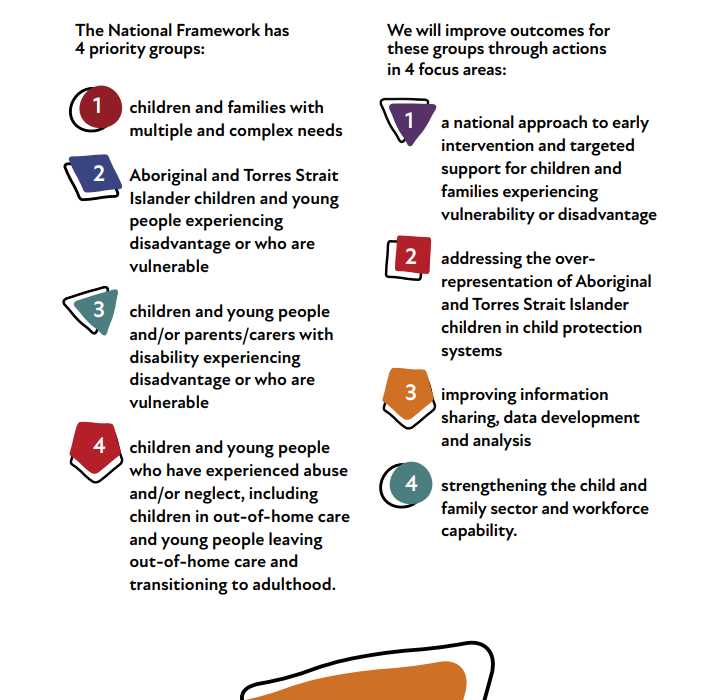 The National Framework has
4 priority groups:
1
children and families with
multiple and complex needs
2
Aboriginal and Torres Strait
Islander children and young
people experiencing
disadvantage or who are
vulnerable
3
children and young people
and/or parents/carers with
disability experiencing
disadvantage or who are
vulnerable
4
children and young people
who have experienced abuse
and/or neglect, including
children in out-of-home care
and young people leaving
out-of-home care and
transitioning to adulthood.
We will improve outcomes for
these groups through actions
in 4 focus areas:
1
a national approach to early
intervention and targeted
support for children and
families experiencing
vulnerability or disadvantage
2
addressing the over-
representation of Aboriginal
and Torres Strait Islander
children in child protection
systems
3
improving information
sharing, data development
and analysis
4
strengthening the child and
family sector and workforce
capability.